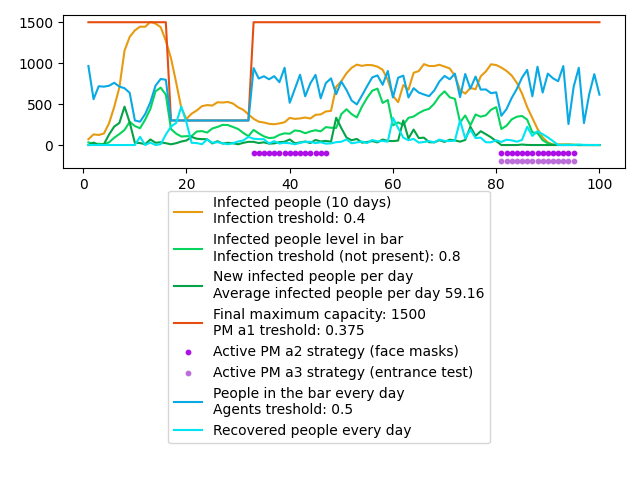 1500
1000
500
0
0 20 40 60 80 100
Infected people (10 days)
Infection treshold: 0.4
Infected people level in bar
Infection treshold (not present): 0.8
New infected people per day
Average infected people per day 59.16
Final maximum capacity: 1500
PM a1 treshold: 0.375
Active PM a2 strategy (face masks)
Active PM a3 strategy (entrance test)
People in the bar every day
Agents treshold: 0.5
Recovered people every day